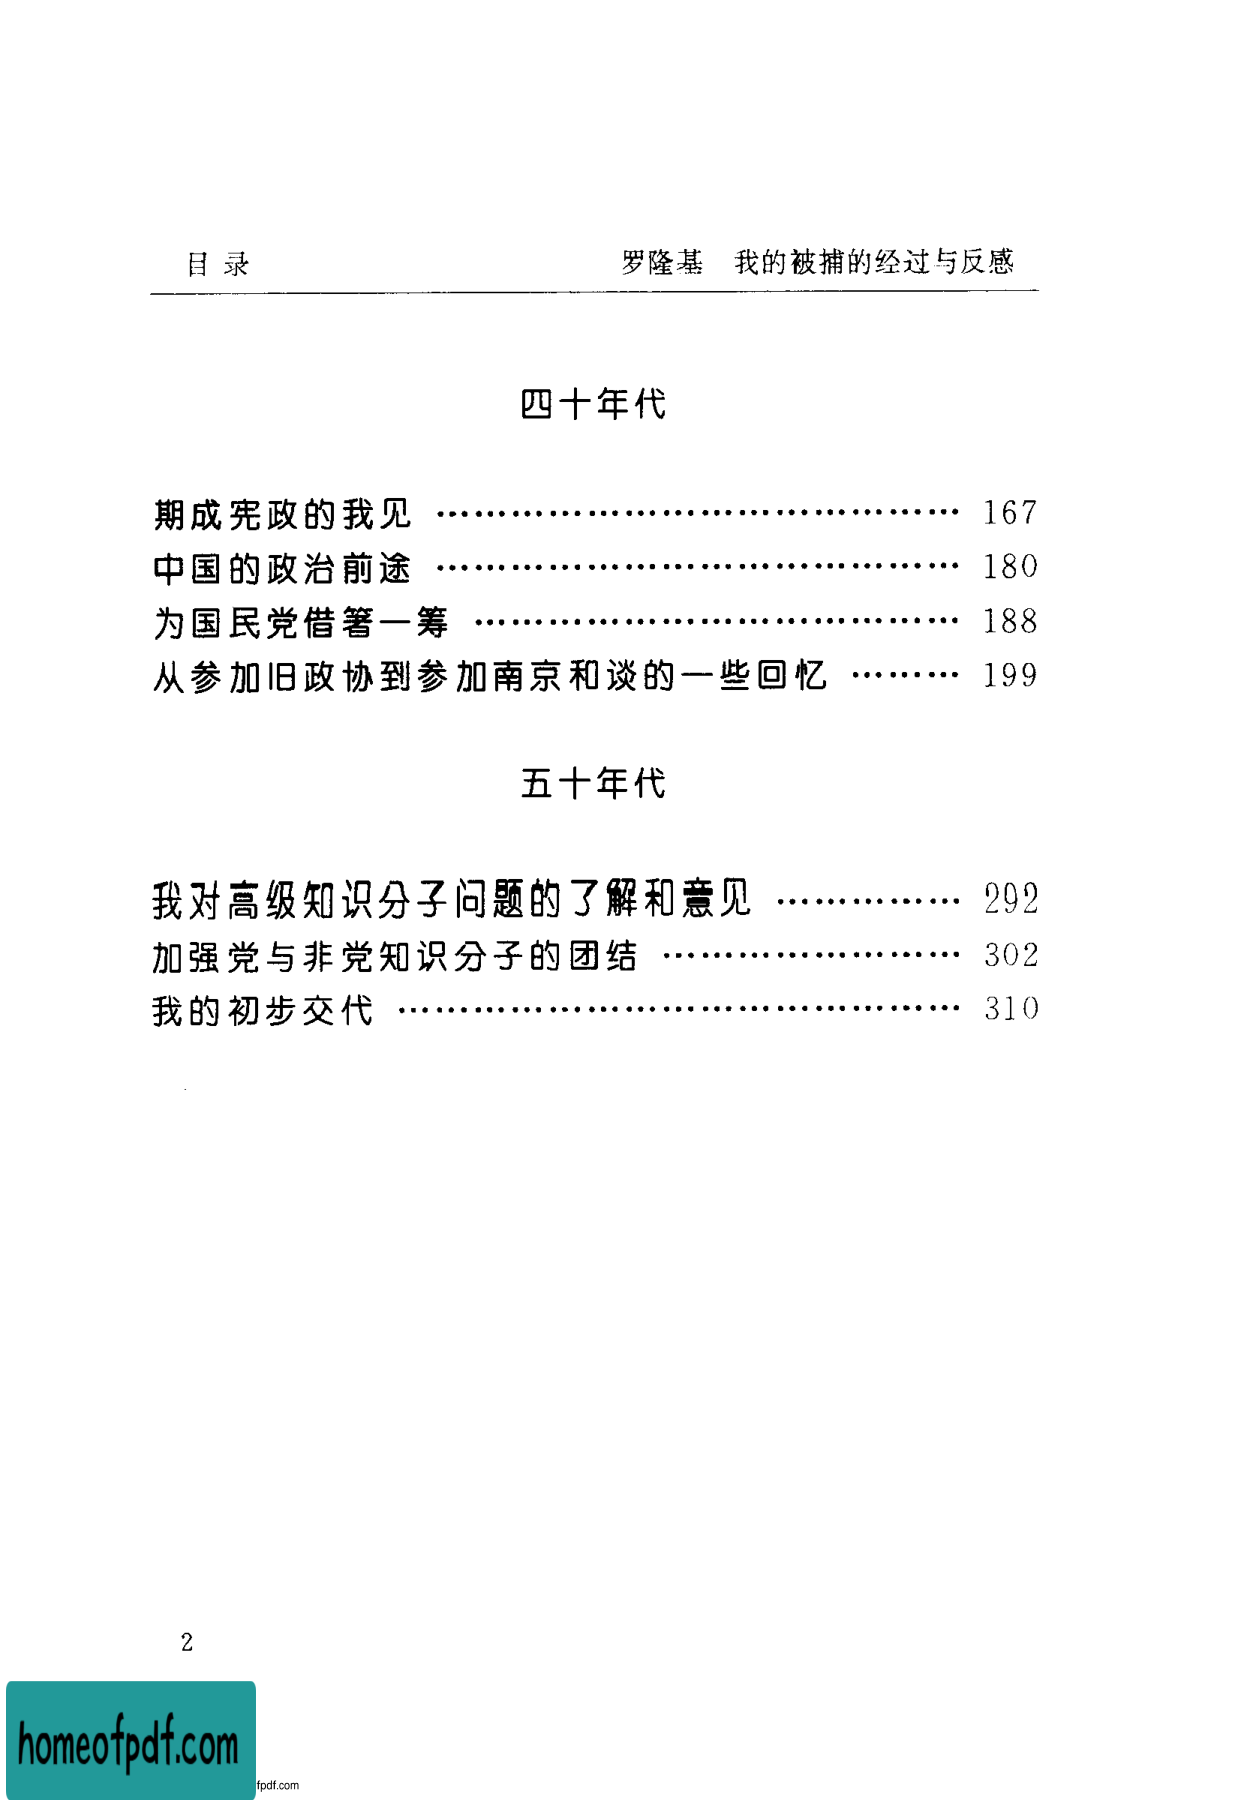 目录 罗隆基 我的被捕的经过与反感
四十年代
期成宪政的我见 ……………………………………… 167
中国的政治前途 ……………………………………… 180
为国民党借箸一筹 …………………………………… 188
从参加旧政协到参加南京和谈的一些回忆 ……… 199
五十年代
我对高级知识分子问题的了解和意见 …………… 292
加强党与非党知识分子的团结 …………………… 302
我的初步交代 ………………………………………… 310
2
homeofpdf.com
fpdf.com